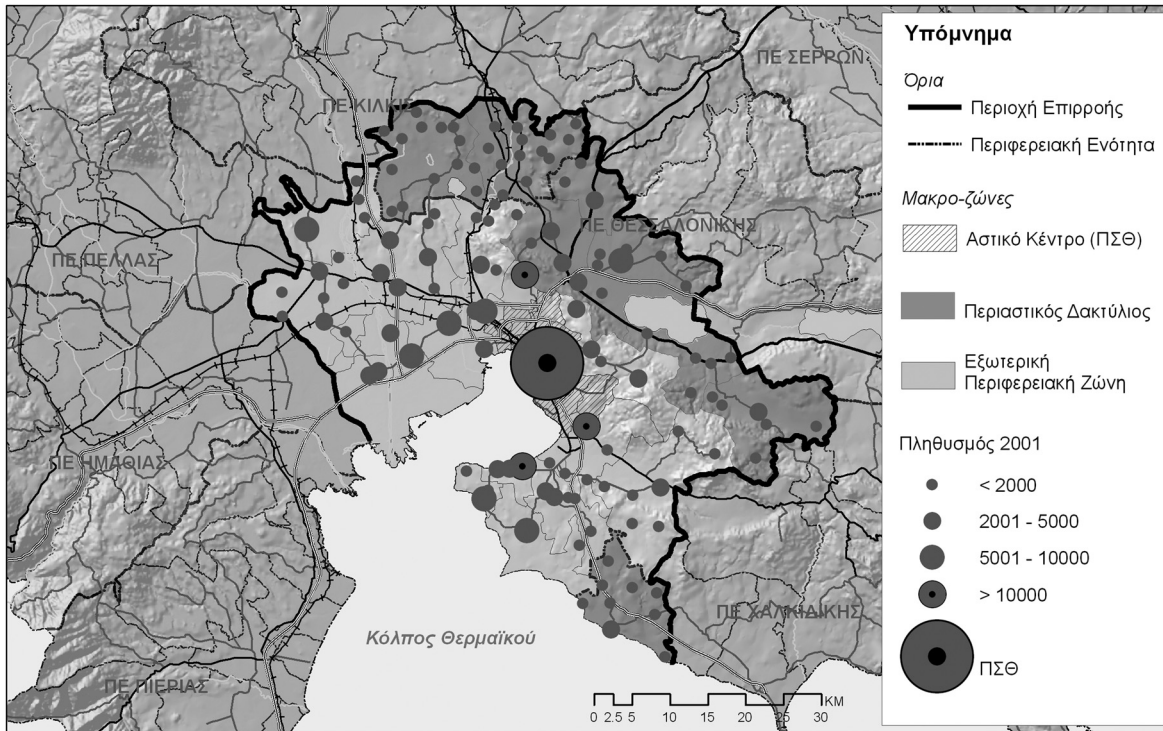 ΠΕ ΣΕΡΡΩΝ
ΠΕ ΚΙΛΚΙΣ
ΠΕ ΘΕΣΣΑΛΟΝΙΚΗΣ
ΠΕ ΠΕΛΛΑΣ
ΠΕ ΗΜΑΘΙΑΣ
ΠΕ ΧΑΛΚΙΔΙΚΗΣ
Κόλπος Θερμαϊκού
ΠΕ ΠΙΕΡΙΑΣ
KM
0 2.5 5 10 15 20 25 30
Υπόμνημα
Όρια
Περιοχή Επιρροής
Περιφερειακή Ενότητα
Μακρο-ζώνες
Αστικό Κέντρο (ΠΣΘ)
Περιαστικός Δακτύλιος
Εξωτερική
Περιφερειακή Ζώνη
Πληθυσμός 2001
< 2000
2001 - 5000
5001 - 10000
> 10000
ΠΣΘ